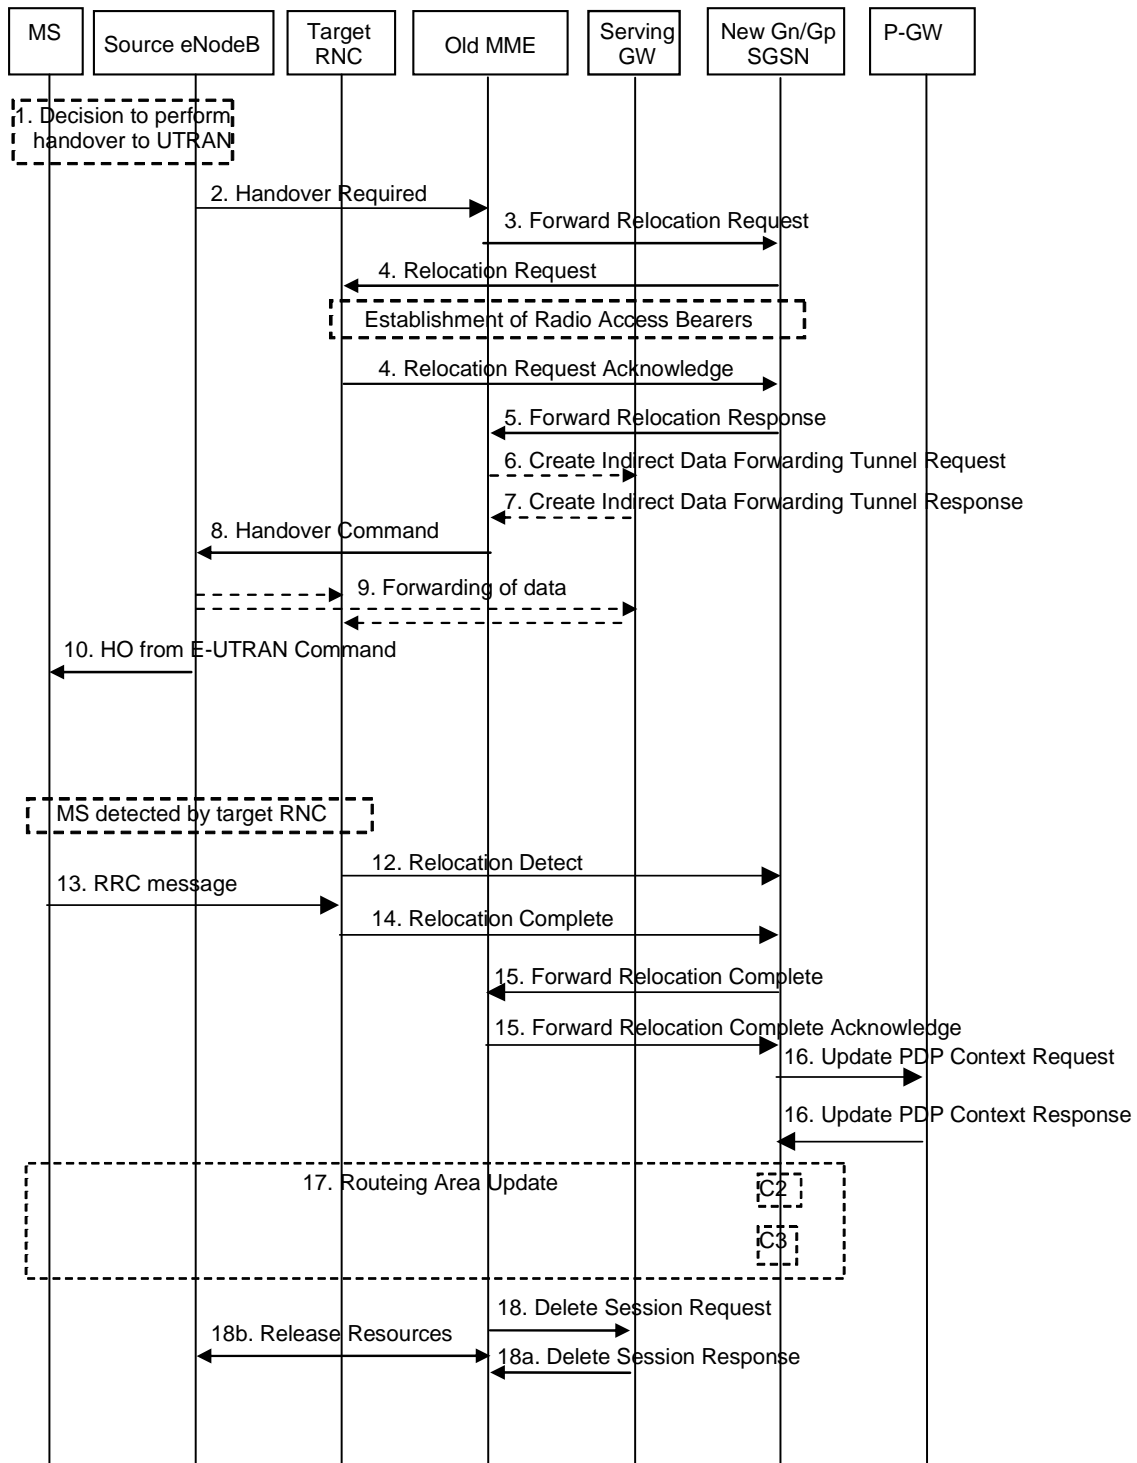 MS
Source eNodeB
Target
RNC
Old MME
Serving
GW
New Gn/Gp
SGSN
P-GW
1. Decision to perform
handover to UTRAN
2. Handover Required
3. Forward Relocation Request
4. Relocation Request
Establishment of Radio Access Bearers
4. Relocation Request Acknowledge
5. Forward Relocation Response
6. Create Indirect Data Forwarding Tunnel Request
7. Create Indirect Data Forwarding Tunnel Response
8. Handover Command
9. Forwarding of data
10. HO from E-UTRAN Command
MS detected by target RNC
12. Relocation Detect
13. RRC message
14. Relocation Complete
15. Forward Relocation Complete
15. Forward Relocation Complete Acknowledge
16. Update PDP Context Request
16. Update PDP Context Response
17. Routeing Area Update
C2
C3
18. Delete Session Request
18b. Release Resources
18a. Delete Session Response